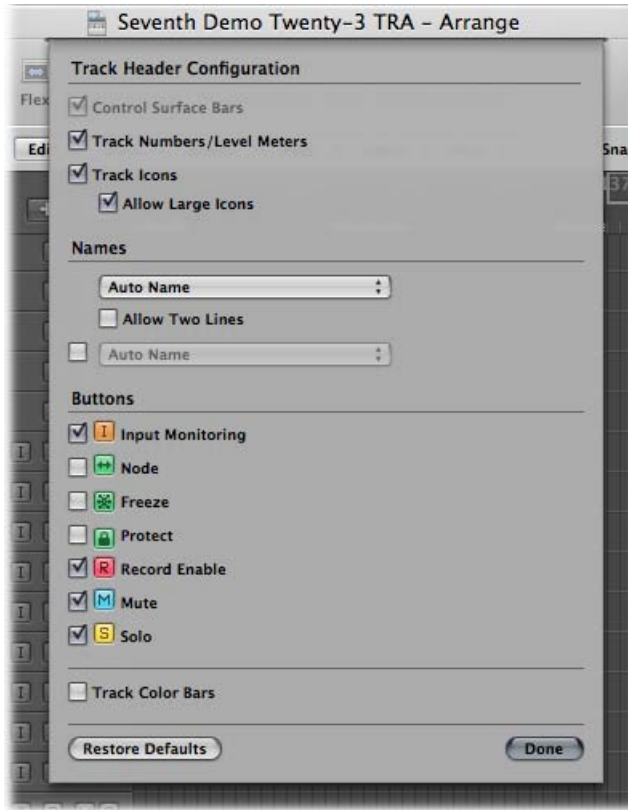 Seventh Demo Twenty-3 TRA – Arrange
Track Header Configuration
Flex
Control Surface Bars
Track Numbers/Level Meters
Track Icons
Allow Large Icons
Names
Auto Name
Allow Two Lines
Auto Name
Buttons
I Input Monitoring
Node
Freeze
Protect
R Record Enable
M Mute
S Solo
Track Color Bars
Restore Defaults
Done
I
I
I
I
I
I
I
I
I
37